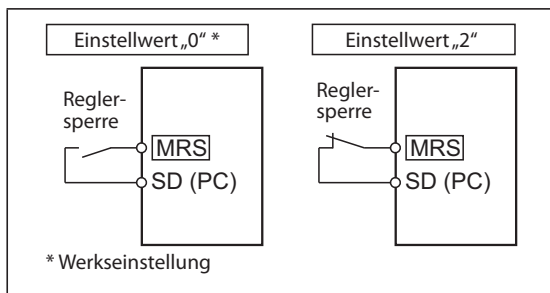 Einstellwert „0“ *
Regler-
sperre
MRS
SD (PC)
* Werkseinstellung
Einstellwert „2“
Regler-
sperre
MRS
SD (PC)